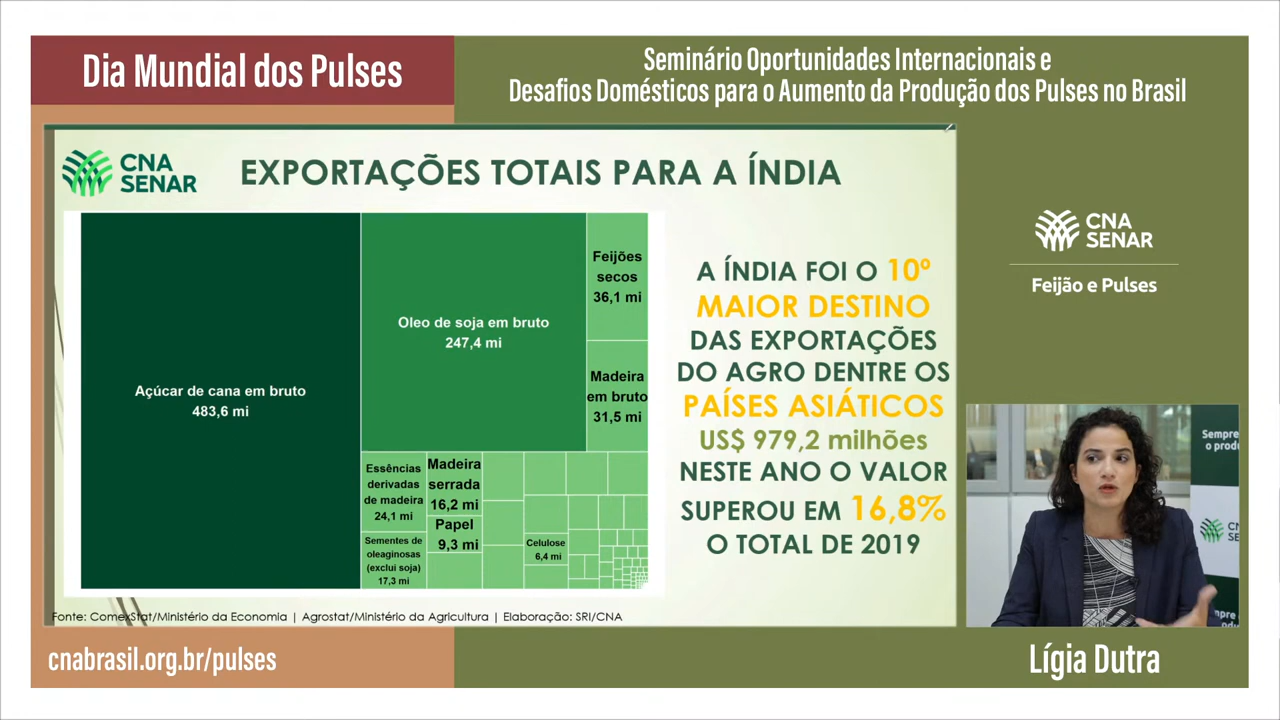 Dia Mundial dos Pulses
Seminário Oportunidades Internacionais e
Desafios Domésticos para o Aumento da Produção dos Pulses no Brasil
CNA
SENAR
EXPORTAÇÕES TOTAIS PARA A ÍNDIA
Açúcar de cana em bruto
483,6 mi
Oleo de soja em bruto
247,4 mi
Feijões
secos
36,1 mi
Madeira
em bruto
31,5 mi
Essências
derivadas
de madeira
24,1 mi
Madeira
serrada
16,2 mi
Papel
9,3 mi
Sementes de
oleaginosas
(exclui soja)
17,3 mi
Celulose
6,4 mi
A ÍNDIA FOI O 10º
MAIOR DESTINO
DAS EXPORTAÇÕES
DO AGRO DENTRE OS
PAÍSES ASIÁTICOS
US$ 979,2 milhões
NESTE ANO O VALOR
SUPEROU EM 16,8%
O TOTAL DE 2019
Fonte: ComexStat/Ministério da Economia | Agrostat/Ministério da Agricultura | Elaboração: SRI/CNA
CNA
SENAR
Feijão e Pulses
Sempre
o produ
CNA
SENAR
cnabrasil.org.br/pulses
Lígia Dutra